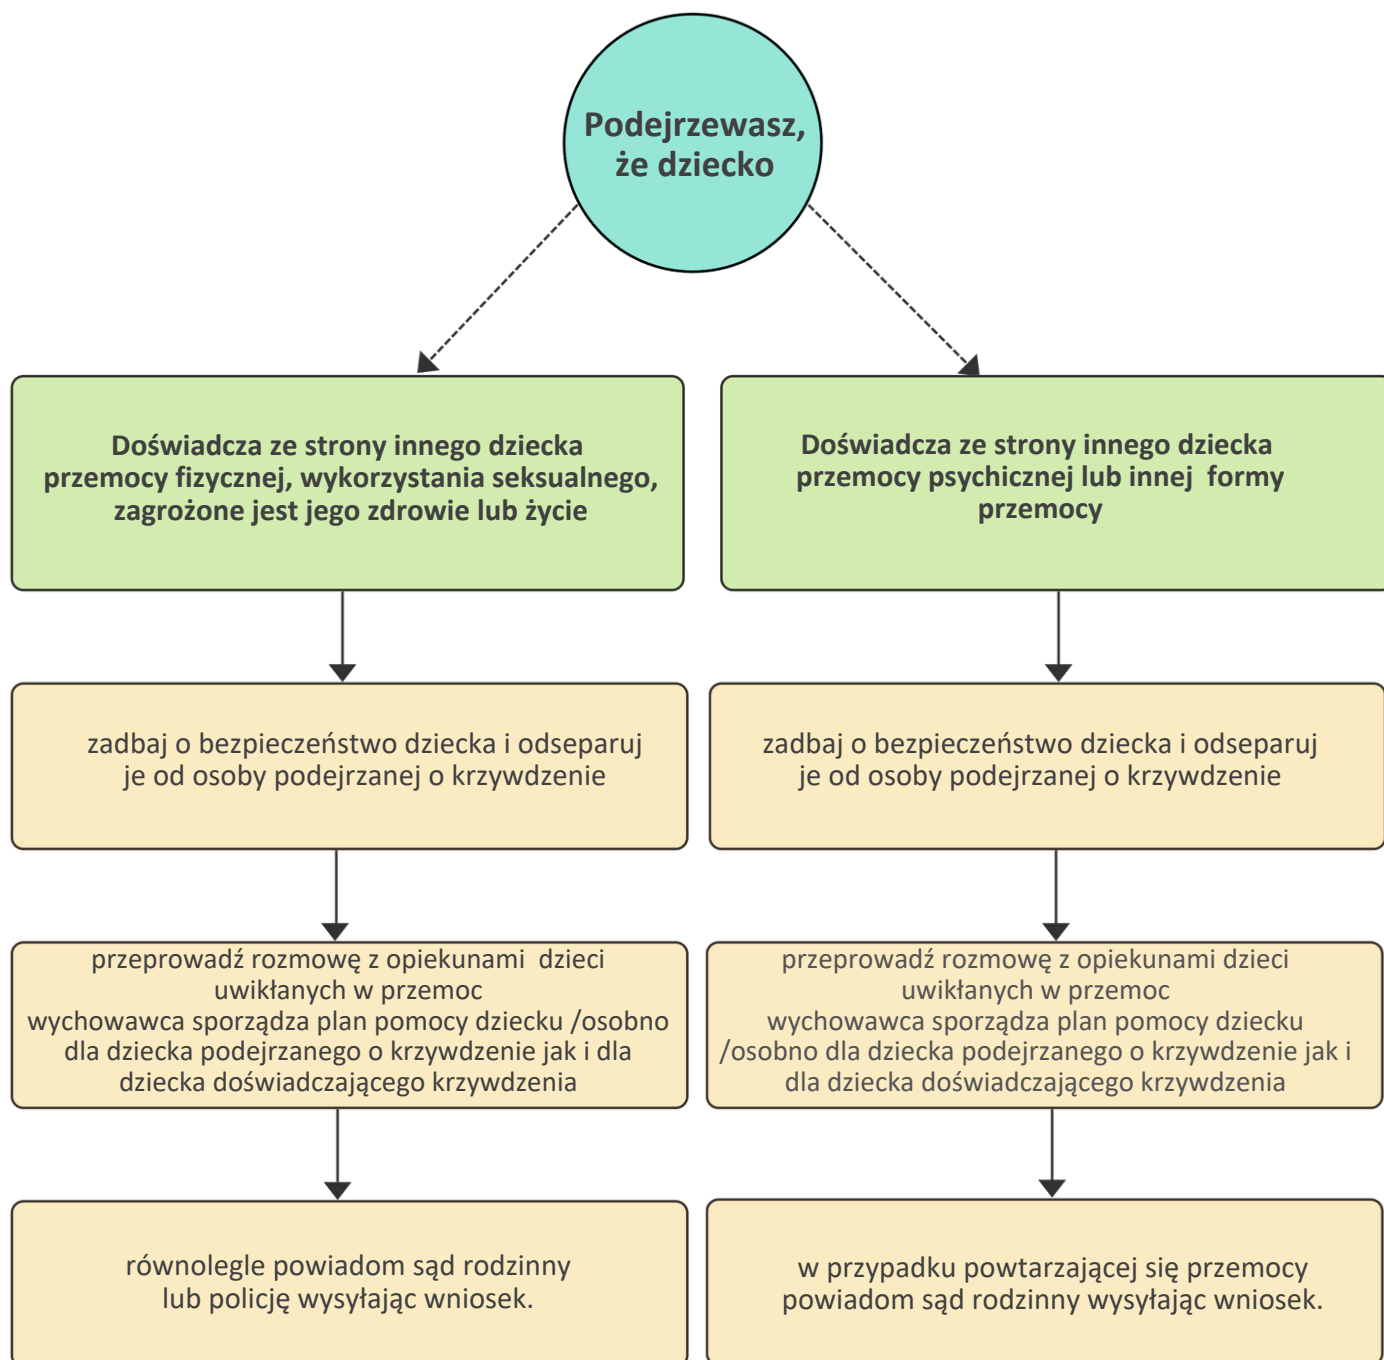 Podejrzewasz,
że dziecko
Doświadcza ze strony innego dziecka
przemocy fizycznej, wykorzystania seksualnego,
zagrożone jest jego zdrowie lub życie
Doświadcza ze strony innego dziecka
przemocy psychicznej lub innej formy
przemocy
zadbaj o bezpieczeństwo dziecka i odseparuj
je od osoby podejrzanej o krzywdzenie
zadbaj o bezpieczeństwo dziecka i odseparuj
je od osoby podejrzanej o krzywdzenie
przeprowadź rozmowę z opiekunami dzieci
uwikłanych w przemoc
wychowawca sporządza plan pomocy dziecku /osobno
dla dziecka podejrzanego o krzywdzenie jak i dla
dziecka doświadczającego krzywdzenia
przeprowadź rozmowę z opiekunami dzieci
uwikłanych w przemoc
wychowawca sporządza plan pomocy dziecku
/osobno dla dziecka podejrzanego o krzywdzenie jak i
dla dziecka doświadczającego krzywdzenia
równolegle powiadom sąd rodzinny
lub policję wysyłając wniosek.
w przypadku powtarzającej się przemocy
powiadom sąd rodzinny wysyłając wniosek.